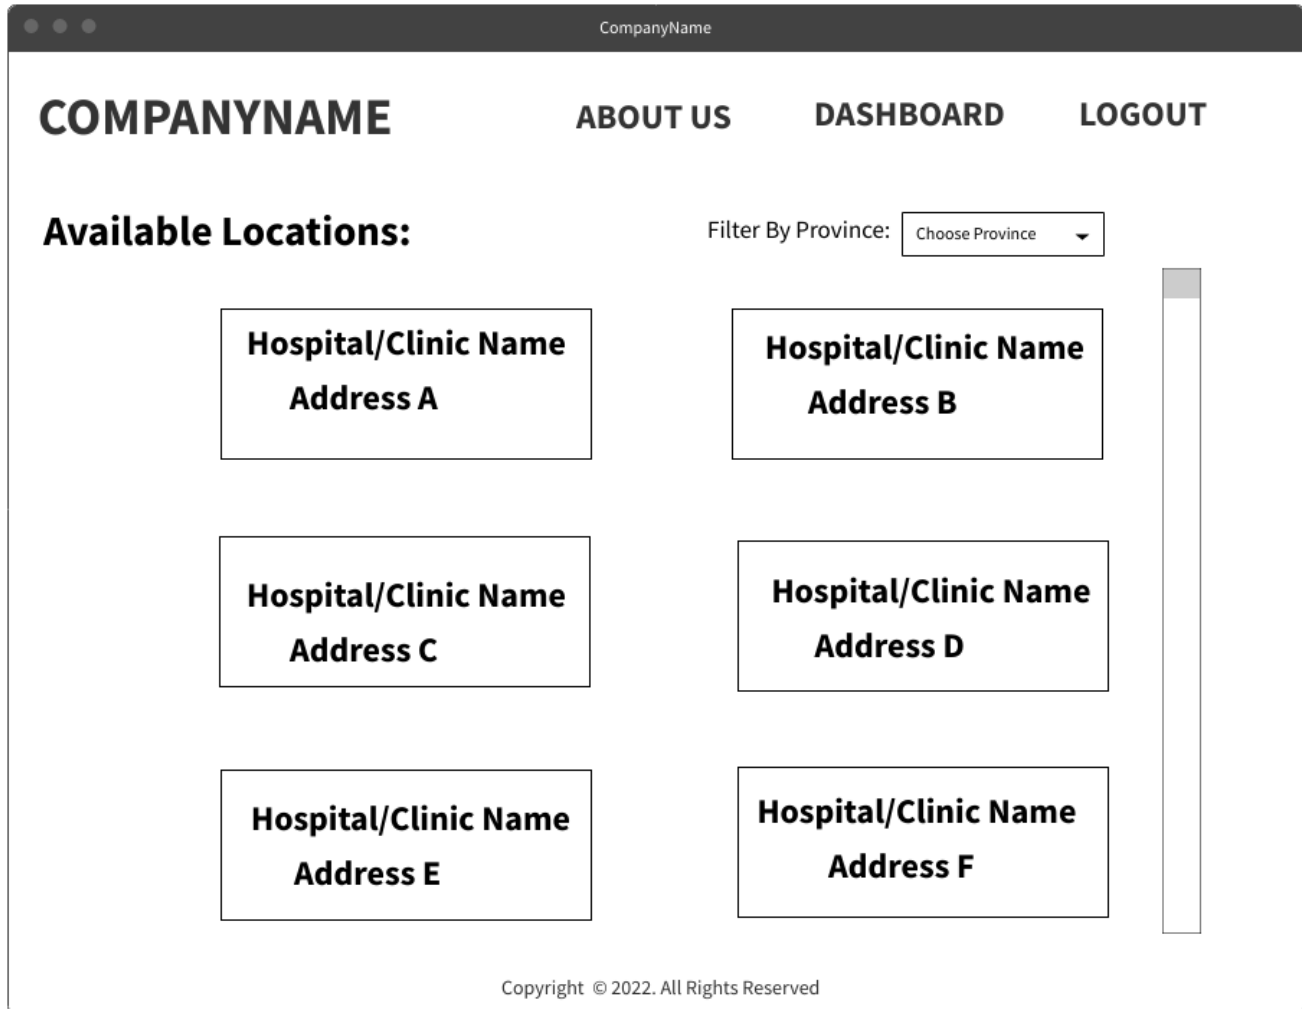 CompanyName
COMPANYNAME
ABOUT US
DASHBOARD
LOGOUT
Available Locations:
Filter By Province:
Choose Province
Hospital/Clinic Name
Address A
Hospital/Clinic Name
Address B
Hospital/Clinic Name
Address C
Hospital/Clinic Name
Address D
Hospital/Clinic Name
Address E
Hospital/Clinic Name
Address F
Copyright © 2022. All Rights Reserved